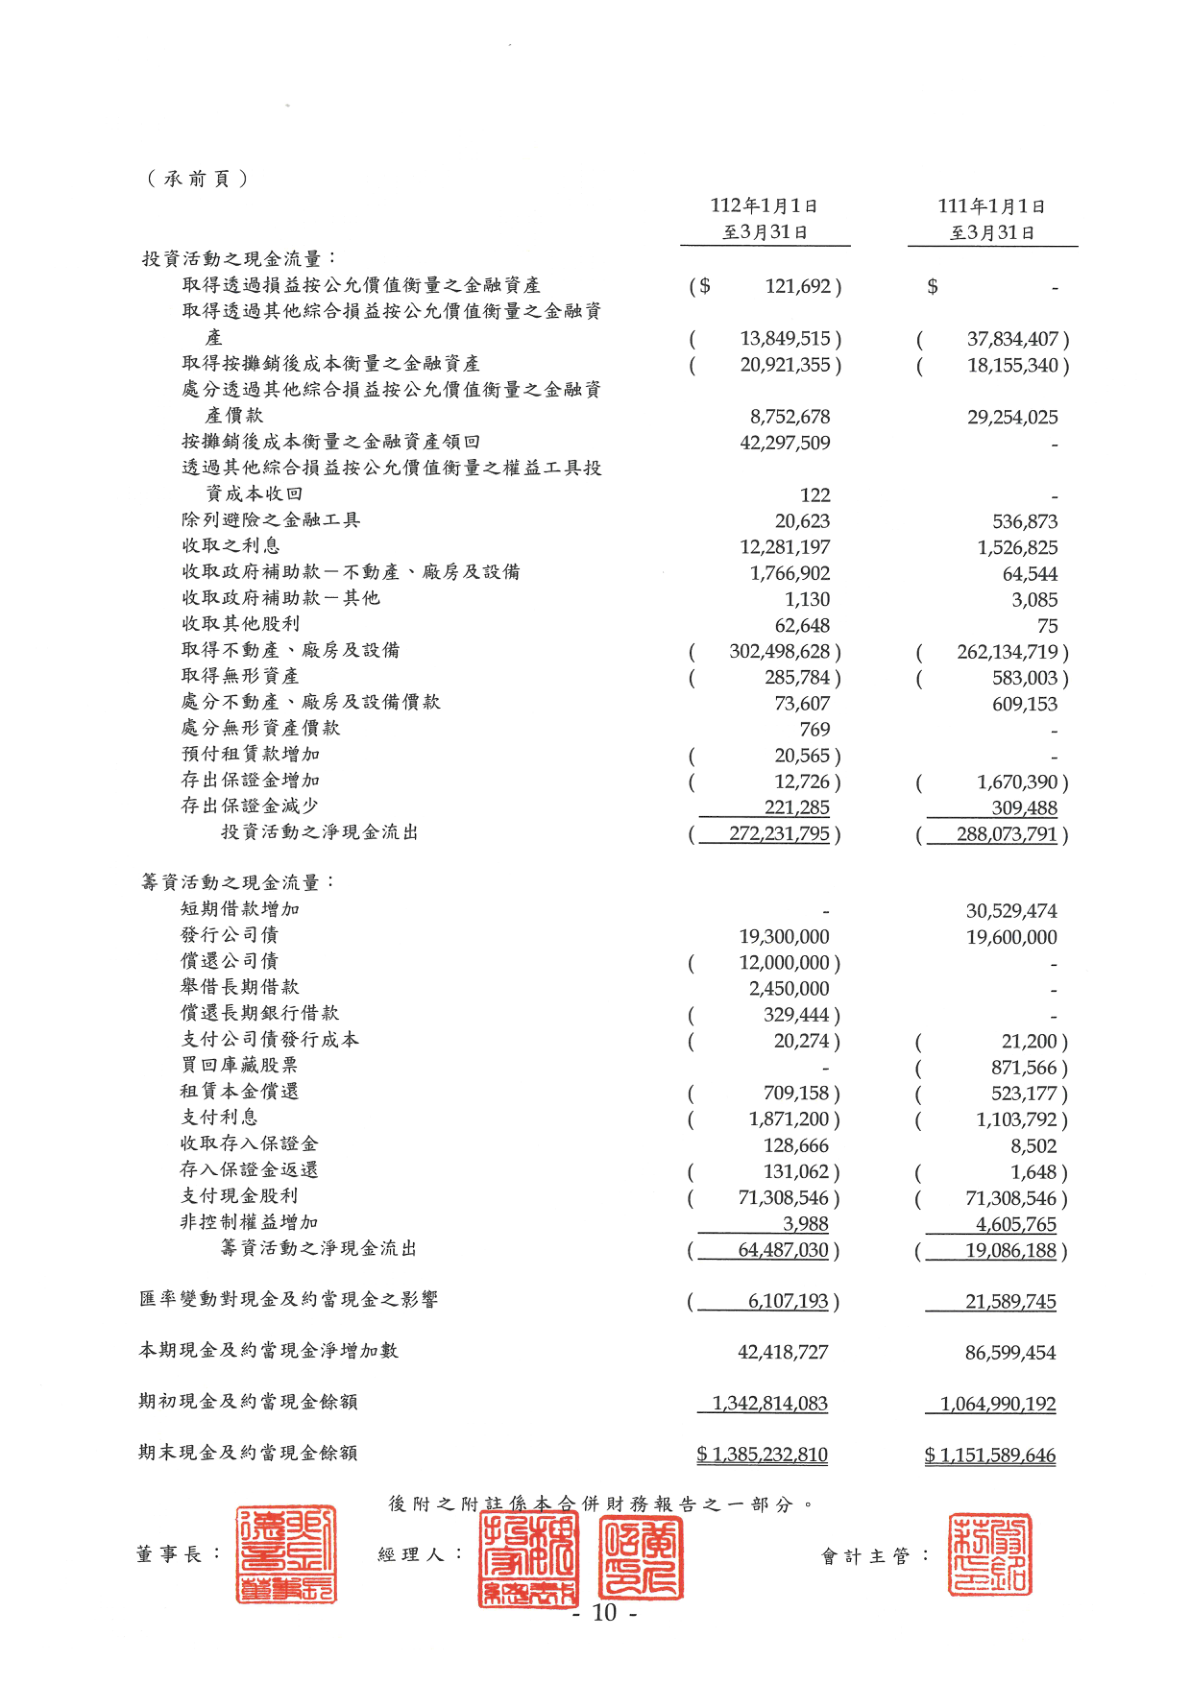 （承前頁）
112年1月1日 111年1月1日
至3月31日 至3月31日
投資活動之現金流量：
取得透過損益按公允價值衡量之金融資產 ($ 121,692) $ -
取得透過其他綜合損益按公允價值衡量之金融資
產 ( 13,849,515) ( 37,834,407)
取得按攤銷後成本衡量之金融資產 ( 20,921,355) ( 18,155,340)
處分透過其他綜合損益按公允價值衡量之金融資
產價款 8,752,678 29,254,025
按攤銷後成本衡量之金融資產領回 42,297,509 -
透過其他綜合損益按公允價值衡量之權益工具投
資成本收回 122 -
除列避險之金融工具 20,623 536,873
收取之利息 12,281,197 1,526,825
收取政府補助款－不動產、廠房及設備 1,766,902 64,544
收取政府補助款－其他 1,130 3,085
收取其他股利 62,648 75
取得不動產、廠房及設備 ( 302,498,628) ( 262,134,719)
取得無形資產 ( 285,784) ( 583,003)
處分不動產、廠房及設備價款 73,607 609,153
處分無形資產價款 769 -
預付租賃款增加 ( 20,565) -
存出保證金增加 ( 12,726) ( 1,670,390)
存出保證金減少 221,285 309,488
投資活動之淨現金流出 ( 272,231,795) ( 288,073,791)
籌資活動之現金流量：
短期借款增加 - 30,529,474
發行公司債 19,300,000 19,600,000
償還公司債 ( 12,000,000) -
舉借長期借款 2,450,000 -
償還長期銀行借款 ( 329,444) -
支付公司債發行成本 ( 20,274) ( 21,200)
買回庫藏股票 - ( 871,566)
租賃本金償還 ( 709,158) ( 523,177)
支付利息 ( 1,871,200) ( 1,103,792)
收取存入保證金 128,666 8,502
存入保證金返還 ( 131,062) ( 1,648)
支付現金股利 ( 71,308,546) ( 71,308,546)
非控制權益增加 3,988 4,605,765
籌資活動之淨現金流出 ( 64,487,030) ( 19,086,188)
匯率變動對現金及約當現金之影響 ( 6,107,193) 21,589,745
本期現金及約當現金淨增加數 42,418,727 86,599,454
期初現金及約當現金餘額 1,342,814,083 1,064,990,192
期末現金及約當現金餘額 $ 1,385,232,810 $ 1,151,589,646
後附之附註係本合併財務報告之一部分。
董事長： 經理人： 會計主管：
- 10 -